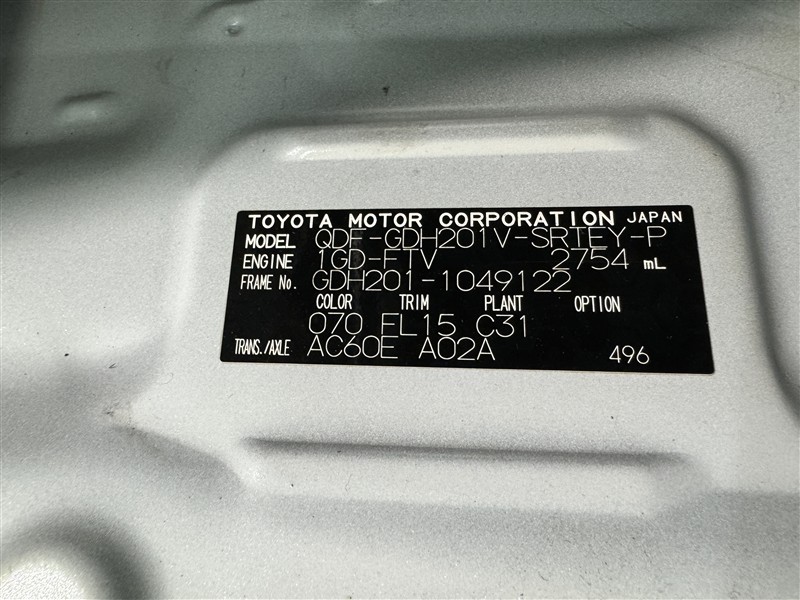 TOYOTA MOTOR CORPORATION JAPAN
MODEL QDF-GDH201V-SRTEY-P
ENGINE 1GD-FTV 2754 mL
FRAME No. GDH201-1049122
COLOR TRIM PLANT OPTION
070 FL15 C31
TRANS./AXLE AC60E A02A 496